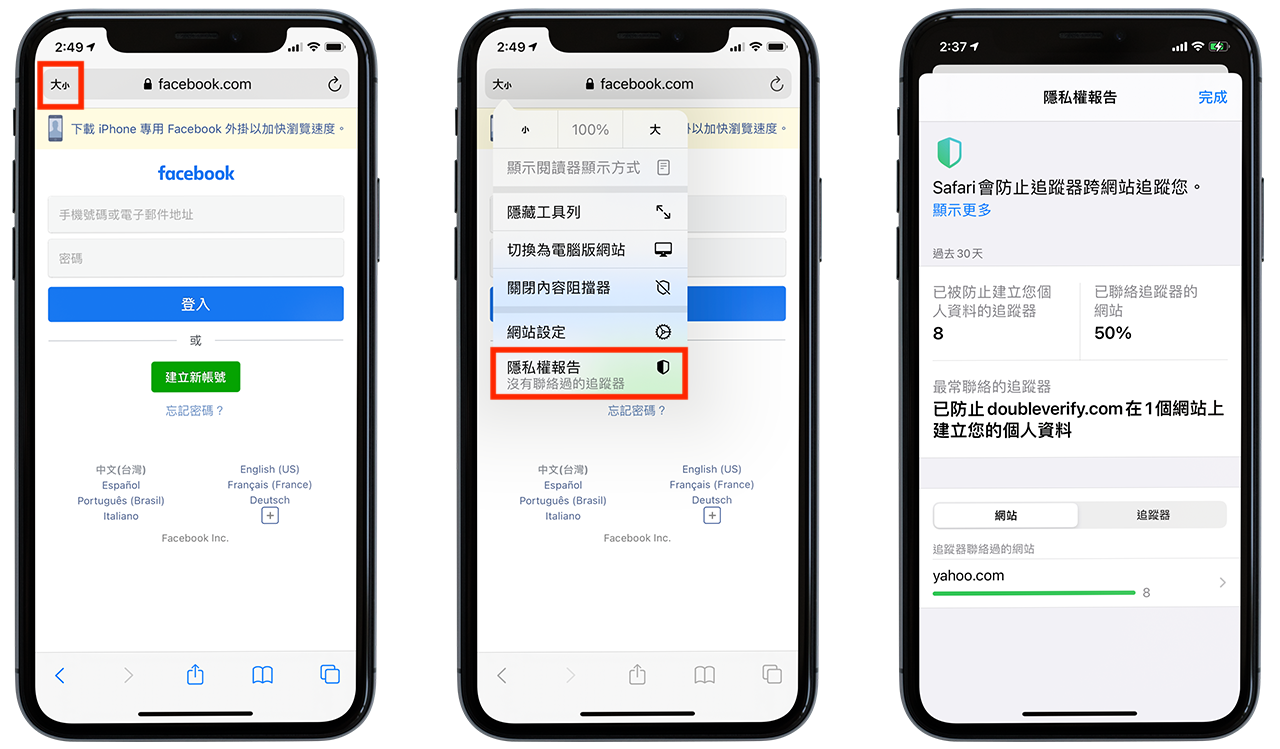 2:49
大小
facebook.com
下載 iPhone 專用 Facebook 外掛以加快瀏覽速度。
facebook
手機號碼或電子郵件地址
密碼
登入
或
建立新帳號
忘記密碼?
中文(台灣)
English (US)
Español
Français (France)
Português (Brasil)
Deutsch
Italiano
+
Facebook Inc.
2:49
大小
facebook.com
小
100%
大
以加快瀏覽速度。
顯示閱讀器顯示方式
隱藏工具列
切換為電腦版網站
關閉內容阻擋器
網站設定
隱私權報告
沒有聯絡過的追蹤器
忘記密碼?
中文(台灣)
English (US)
Español
Français (France)
Português (Brasil)
Deutsch
Italiano
+
Facebook Inc.
2:37
隱私權報告
完成
Safari 會防止追蹤器跨網站追蹤您。
顯示更多
過去 30 天
已被防止建立您個
人資料的追蹤器
8
已聯絡追蹤器的
網站
50%
最常聯絡的追蹤器
已防止 doubleverify.com 在 1 個網站上
建立您的個人資料
網站
追蹤器
追蹤器聯絡過的網站
yahoo.com
8